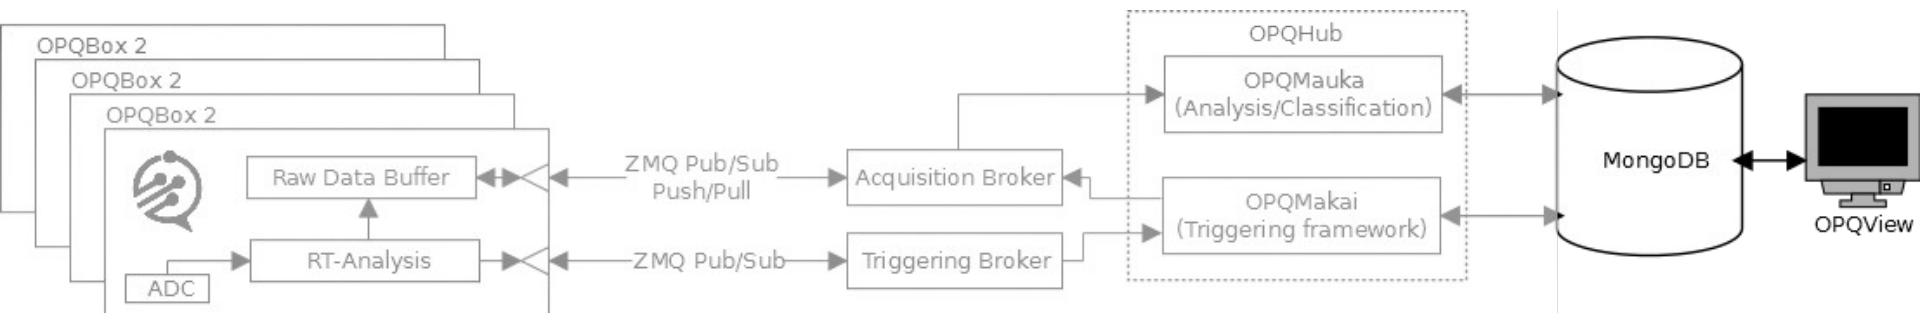 OPQBox 2
OPQBox 2
OPQBox 2
Raw Data Buffer
RT-Analysis
ADC
ZMQ Pub/Sub
Push/Pull
ZMQ Pub/Sub
Acquisition Broker
Triggering Broker
OPQHub
OPQMauka
(Analysis/Classification)
OPQMakai
(Triggering framework)
MongoDB
OPQView